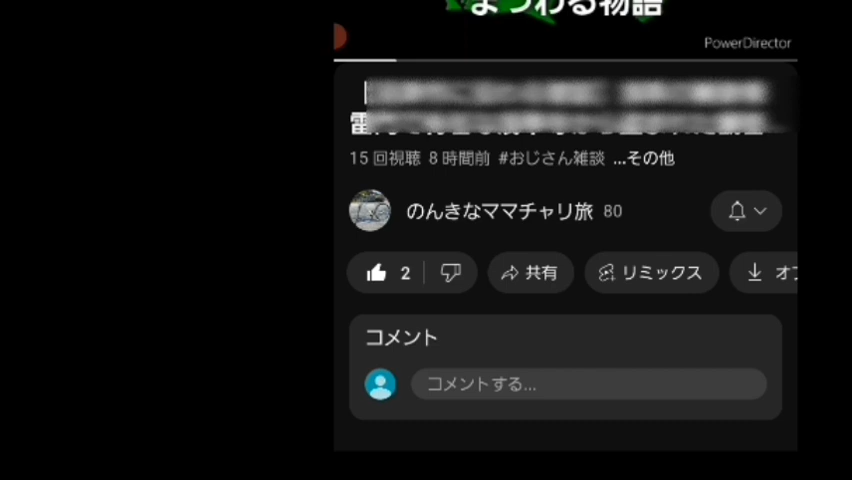 まつわる物語
PowerDirector
15 回視聴 8 時間前 #おじさん雑談 ...その他
のんきなママチャリ旅 80
2 共有 リミックス オフ
コメント
コメントする...